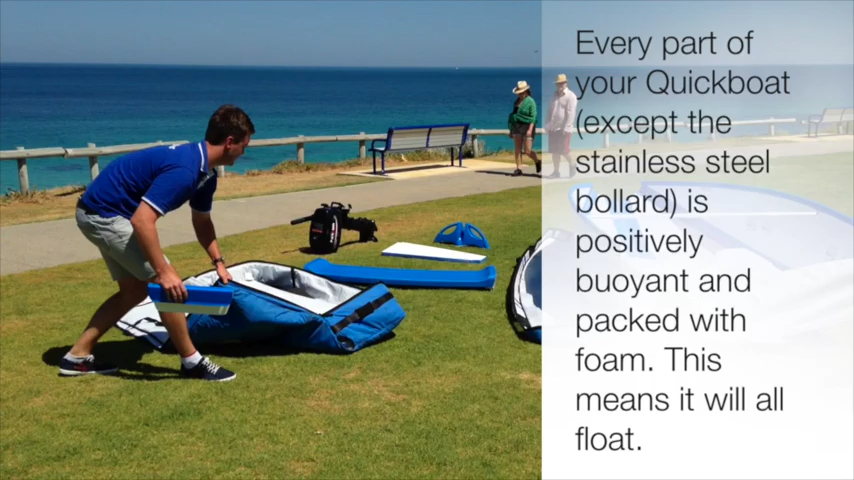 Every part of
your Quickboat
(except the
stainless steel
bollard) is
positively
buoyant and
packed with
foam. This
means it will all
float.